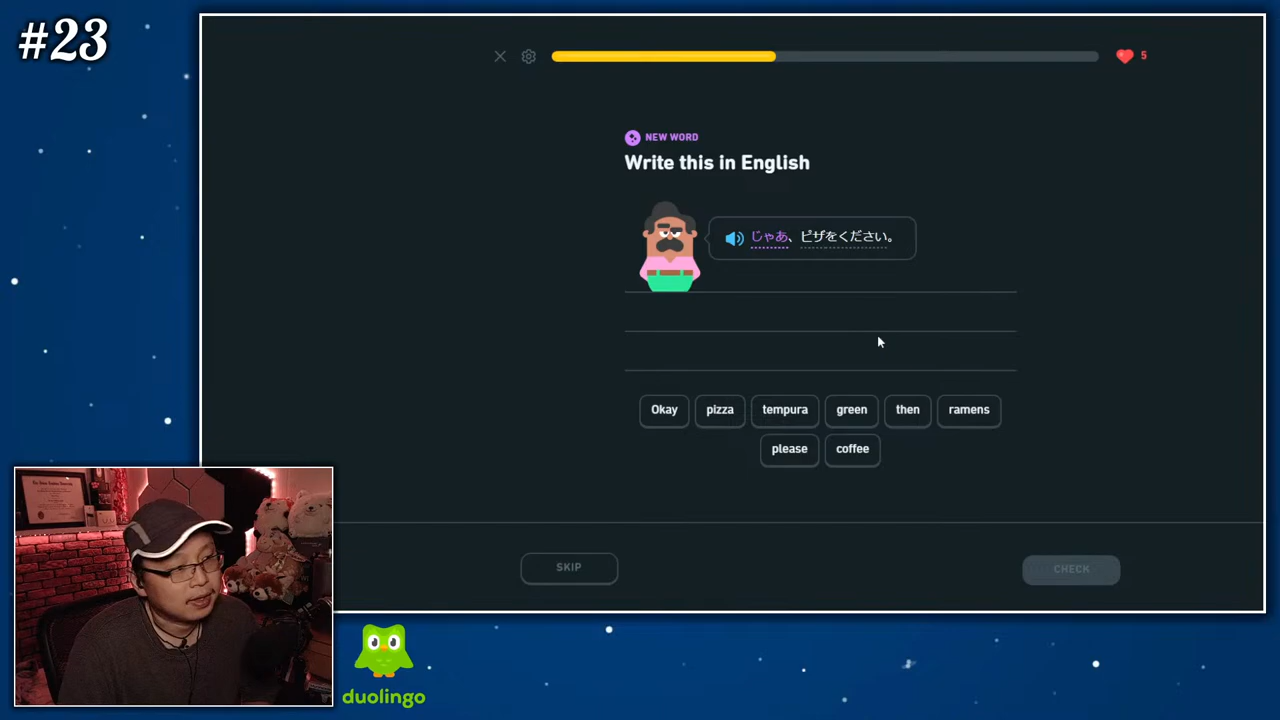 #23
5
NEW WORD
Write this in English
じゃあ、ピザをください。
Okay pizza tempura green then ramens
please coffee
SKIP
CHECK
duolingo